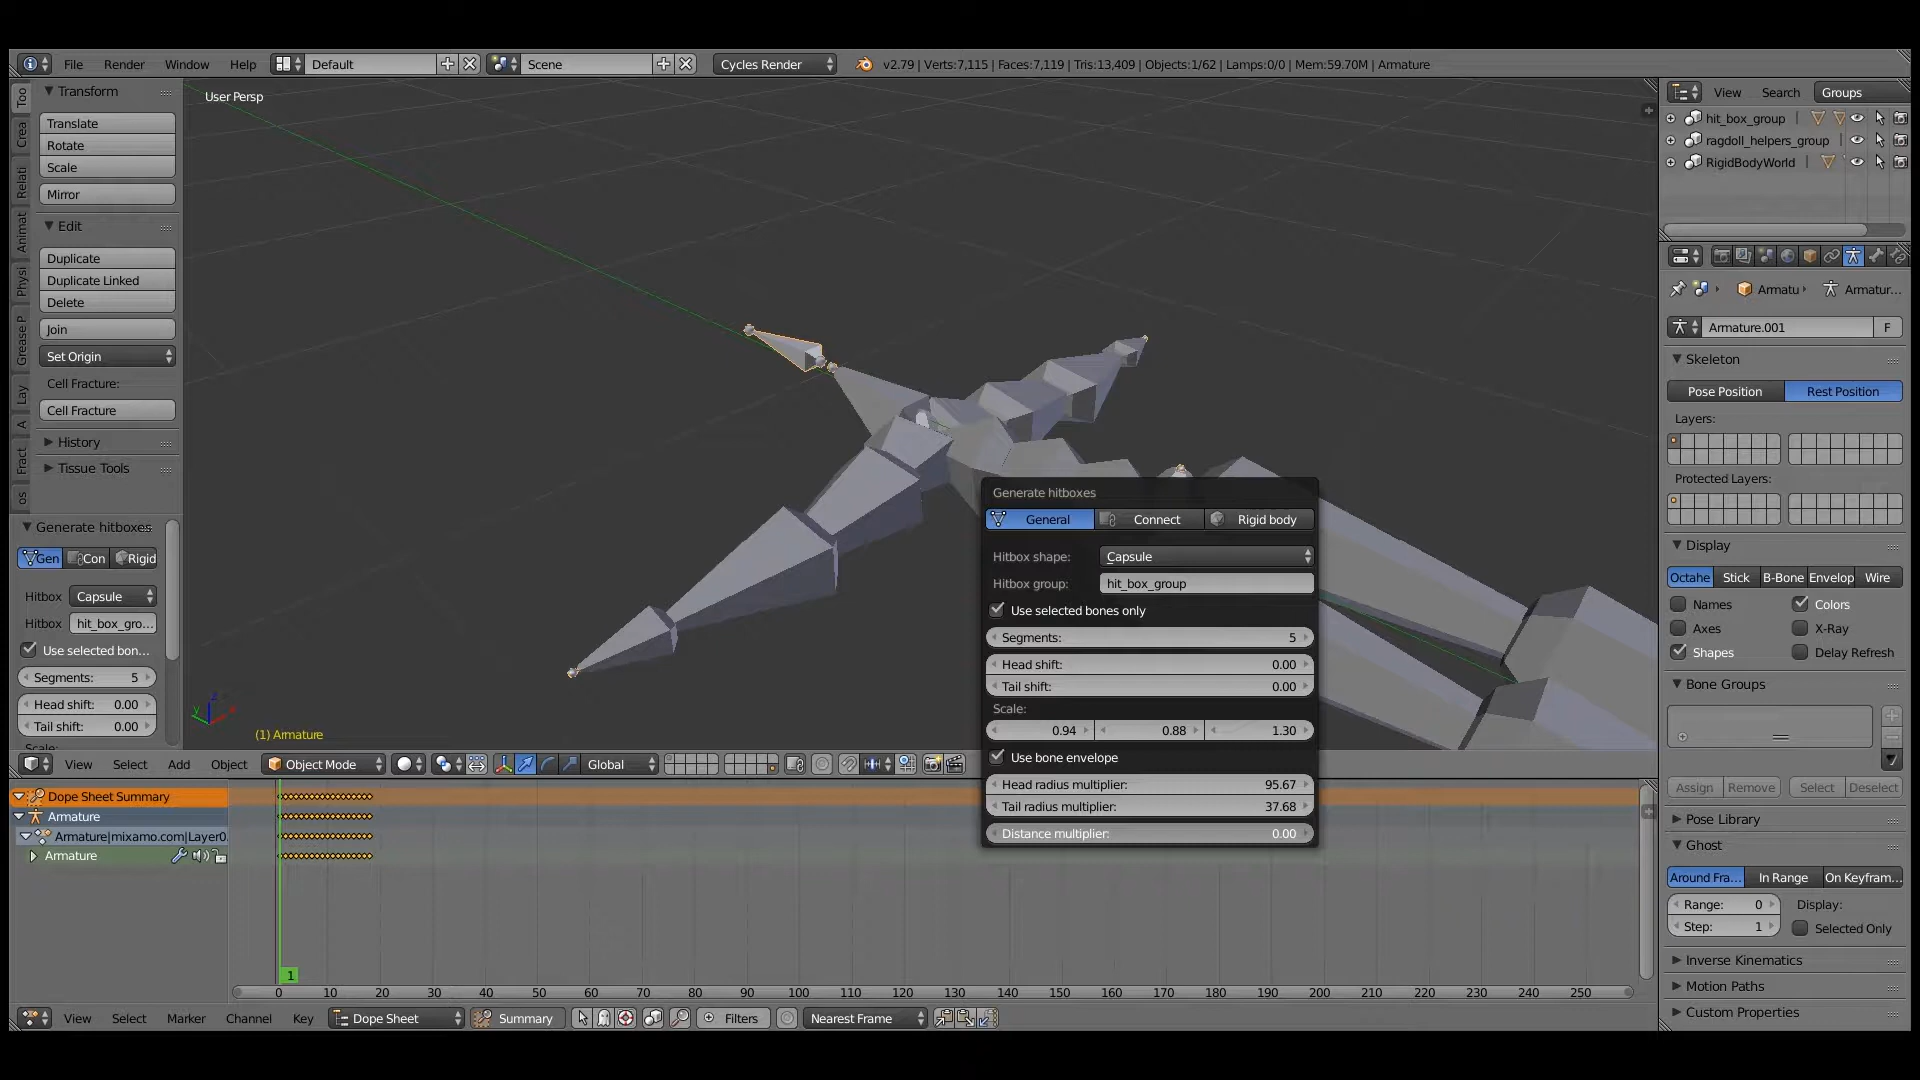 File Render Window Help Default Scene Cycles Render v2.79 | Verts:7,115 | Faces:7,119 | Tris:13,409 | Objects:1/62 | Lamps:0/0 | Mem:59.70M | Armature
Too
Crea
Relati
Animat
Physi
Grease P
Lay
A
Fract
os
Transform
Translate
Rotate
Scale
Mirror
Edit
Duplicate
Duplicate Linked
Delete
Join
Set Origin
Cell Fracture:
Cell Fracture
History
Tissue Tools
Generate hitboxes
Gen Con Rigid
Hitbox Capsule
Hitbox hit_box_gro...
Use selected bon...
Segments: 5
Head shift: 0.00
Tail shift: 0.00
User Persp
(1) Armature
Generate hitboxes
General Connect Rigid body
Hitbox shape: Capsule
Hitbox group: hit_box_group
Use selected bones only
Segments: 5
Head shift: 0.00
Tail shift: 0.00
Scale:
0.94 0.88 1.30
Use bone envelope
Head radius multiplier: 95.67
Tail radius multiplier: 37.68
Distance multiplier: 0.00
View Select Add Object Object Mode Global
Dope Sheet Summary
Armature
Armature|mixamo.com|Layer0
Armature
1
0 10 20 30 40 50 60 70 80 90 100 110 120 130 140 150 160 170 180 190 200 210 220 230 240 250
View Select Marker Channel Key Dope Sheet Summary Filters Nearest Frame
View Search Groups
hit_box_group
ragdoll_helpers_group
RigidBodyWorld
Armatu Armatur...
Armature.001 F
Skeleton
Pose Position Rest Position
Layers:
Protected Layers:
Display
Octahe Stick B-Bone Envelop Wire
Names Colors
Axes X-Ray
Shapes Delay Refresh
Bone Groups
Assign Remove Select Deselect
Pose Library
Ghost
Around Fra... In Range On Keyfram...
Range: 0 Display:
Step: 1 Selected Only
Inverse Kinematics
Motion Paths
Custom Properties